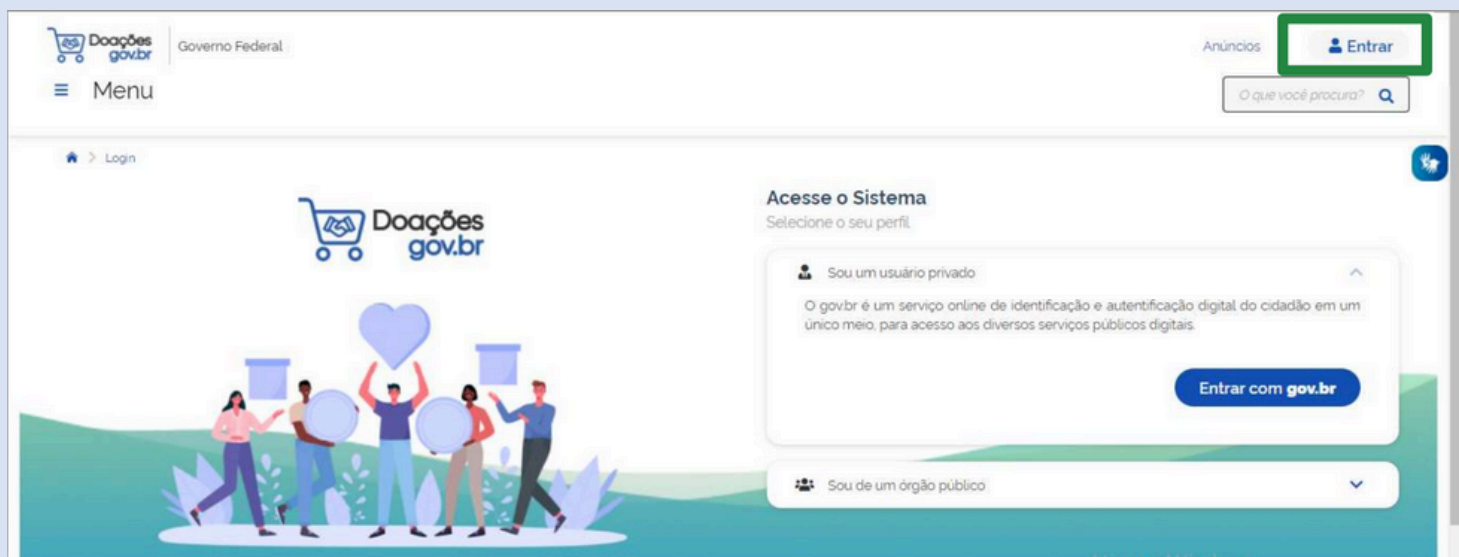 Doações
gov.br
Governo Federal
Anúncios
Entrar
Menu
O que você procura?
Login
Doações
gov.br
Acesse o Sistema
Selecione o seu perfil
Sou um usuário privado
O gov.br é um serviço online de identificação e autentificação digital do cidadão em um
único meio, para acesso aos diversos serviços públicos digitais.
Entrar com gov.br
Sou de um órgão público